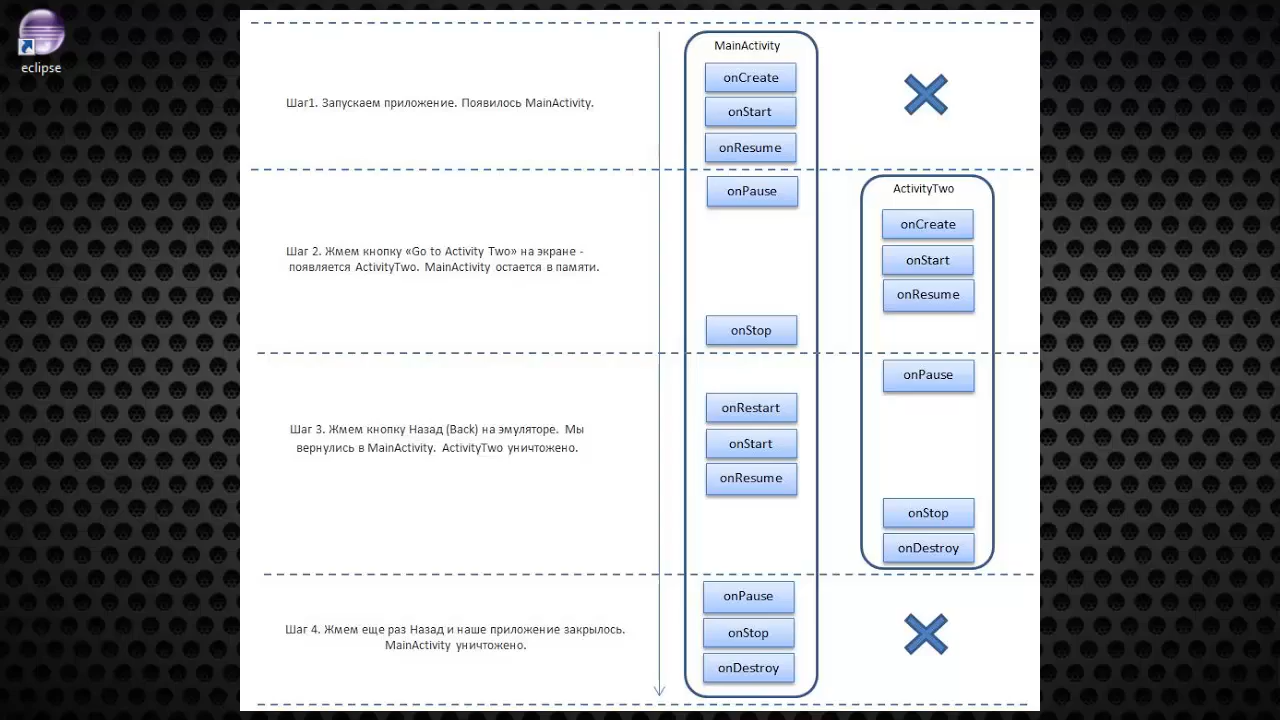 eclipse
MainActivity
onCreate
Шаг1. Запускаем приложение. Появилось MainActivity.
onStart
onResume
onPause
ActivityTwo
onCreate
Шаг 2. Жмем кнопку «Go to Activity Two» на экране -
появляется ActivityTwo. MainActivity остается в памяти.
onStart
onResume
onStop
onPause
onRestart
Шаг 3. Жмем кнопку Назад (Back) на эмуляторе. Мы
вернулись в MainActivity. ActivityTwo уничтожено.
onStart
onResume
onStop
onDestroy
onPause
Шаг 4. Жмем еще раз Назад и наше приложение закрылось.
MainActivity уничтожено.
onStop
onDestroy